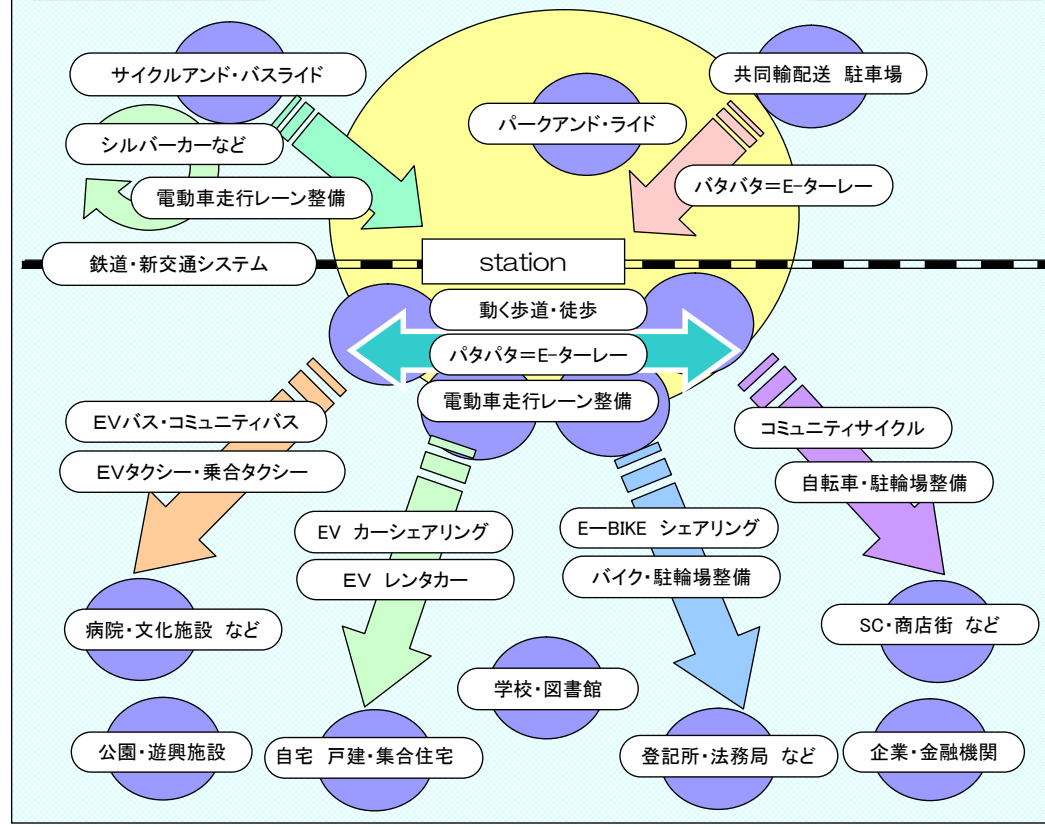 サイクルアンド・バスライド
共同輸配送 駐車場
パークアンド・ライド
シルバーカーなど
電動車走行レーン整備
バタバタ=E-ターレー
鉄道・新交通システム
station
動く歩道・徒歩
パタパタ=E-ターレー
電動車走行レーン整備
EVバス・コミュニティバス
EVタクシー・乗合タクシー
コミュニティサイクル
自転車・駐輪場整備
EV カーシェアリング
EV レンタカー
E-BIKE シェアリング
バイク・駐輪場整備
病院・文化施設 など
SC・商店街 など
学校・図書館
公園・遊興施設
自宅 戸建・集合住宅
登記所・法務局 など
企業・金融機関